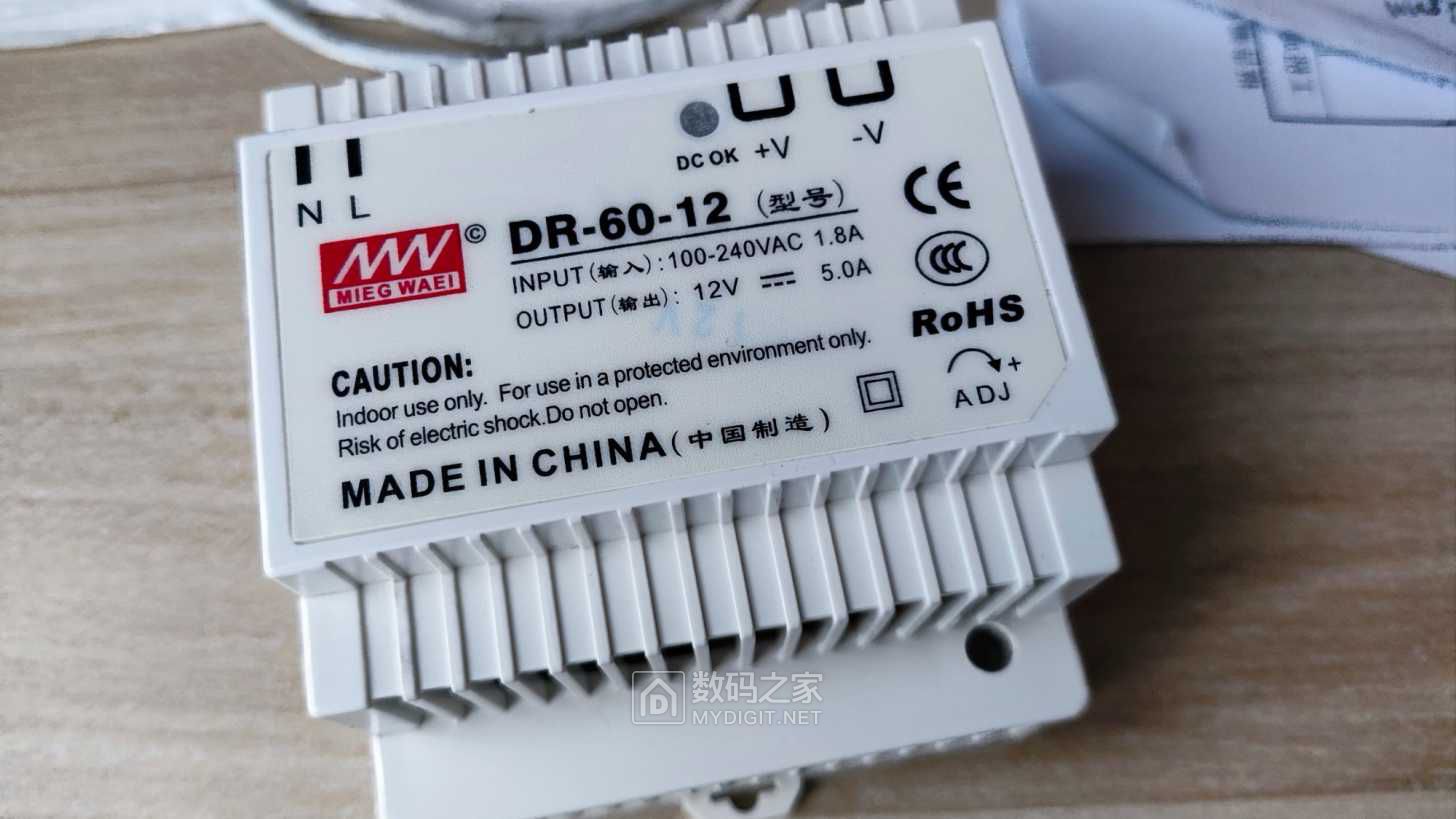 DC OK +V -V
N L
MW
MIEG WAEI
©
DR-60-12 (型号)
INPUT(输入):100-240VAC 1.8A
OUTPUT(输出): 12V 5.0A
CE
CCC
RoHS
CAUTION:
Indoor use only. For use in a protected environment only.
Risk of electric shock.Do not open.
+
ADJ
MADE IN CHINA(中国制造)
数码之家
MYDIGIT.NET